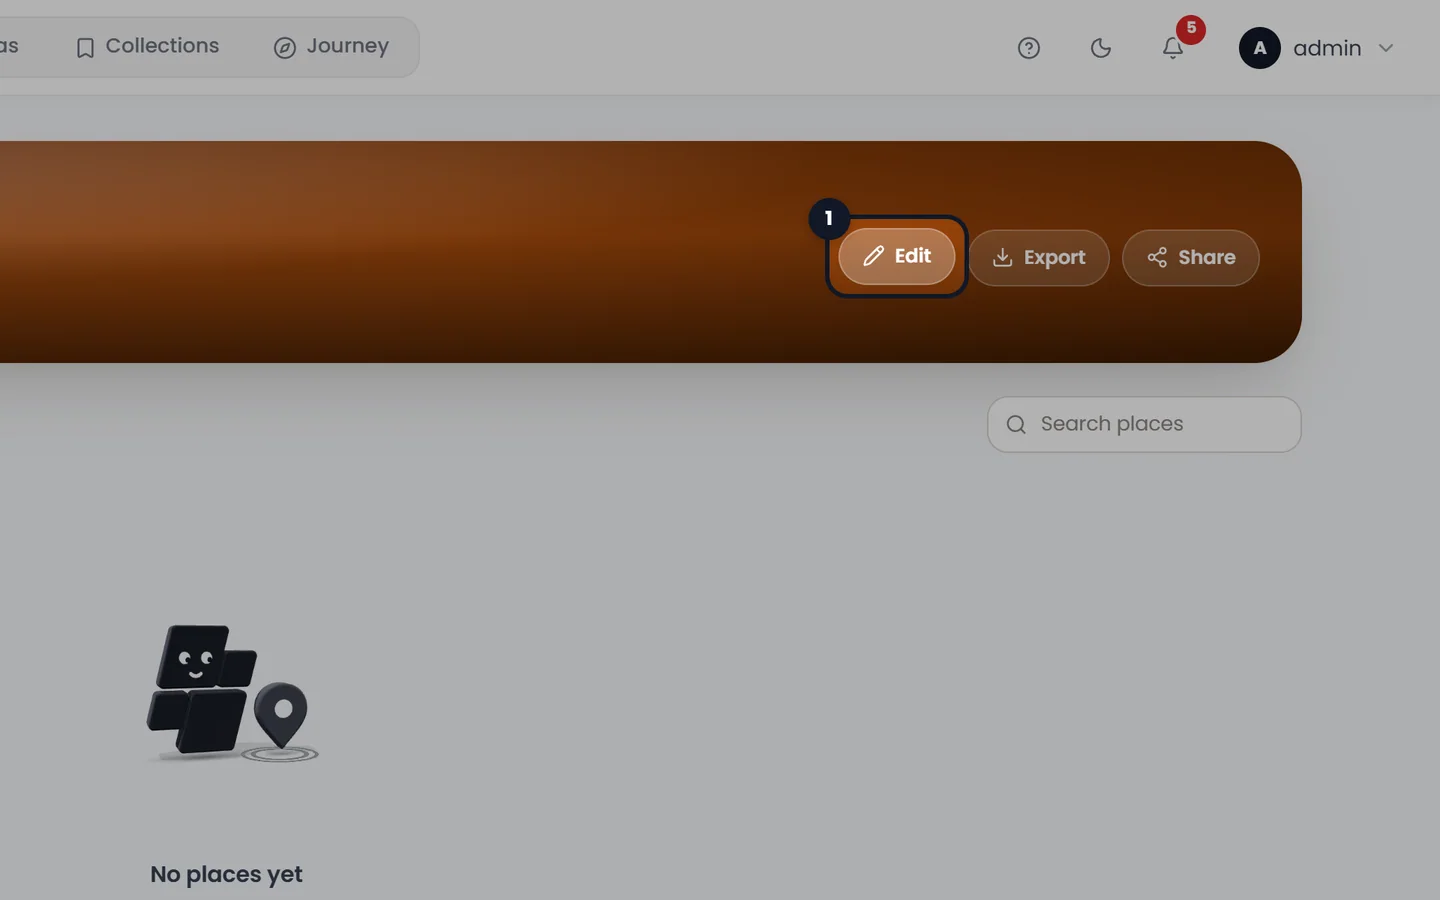 Collections
Journey
5
A
admin
1
Edit
Export
Share
Search places
No places yet